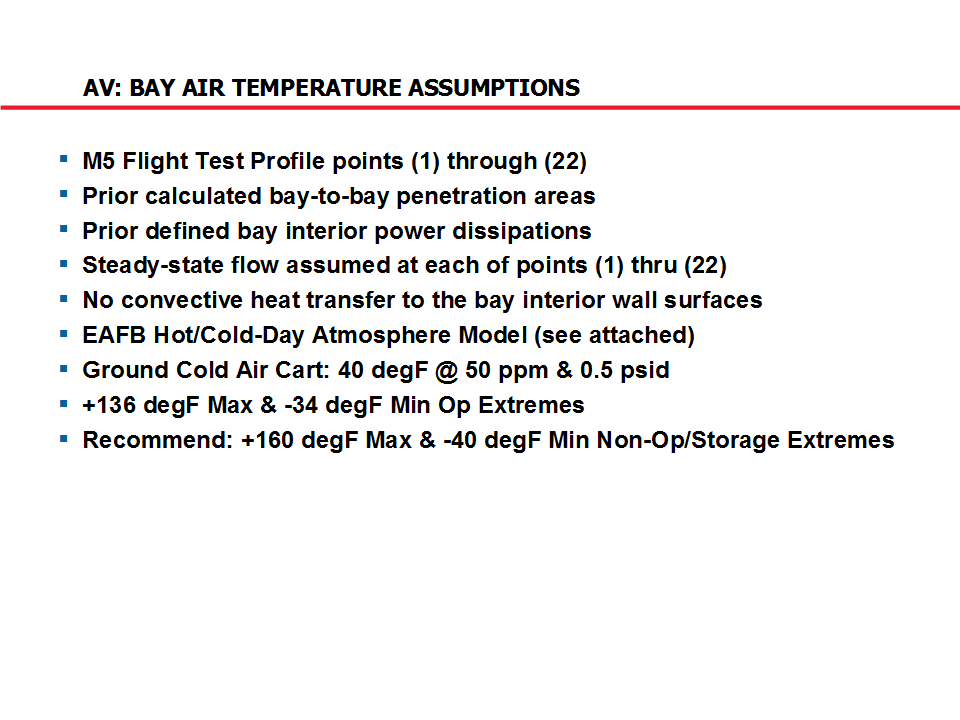 AV: BAY AIR TEMPERATURE ASSUMPTIONS
▪ M5 Flight Test Profile points (1) through (22)
▪ Prior calculated bay-to-bay penetration areas
▪ Prior defined bay interior power dissipations
▪ Steady-state flow assumed at each of points (1) thru (22)
▪ No convective heat transfer to the bay interior wall surfaces
▪ EAFB Hot/Cold-Day Atmosphere Model (see attached)
▪ Ground Cold Air Cart: 40 degF @ 50 ppm & 0.5 psid
▪ +136 degF Max & -34 degF Min Op Extremes
▪ Recommend: +160 degF Max & -40 degF Min Non-Op/Storage Extremes